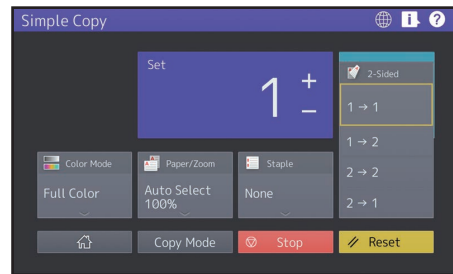 Simple Copy
i ?
Set
1 + −
2-Sided
1 → 1
1 → 2
2 → 2
2 → 1
Color Mode
Full Color
Paper/Zoom
Auto Select
100%
Staple
None
Copy Mode
Stop
Reset